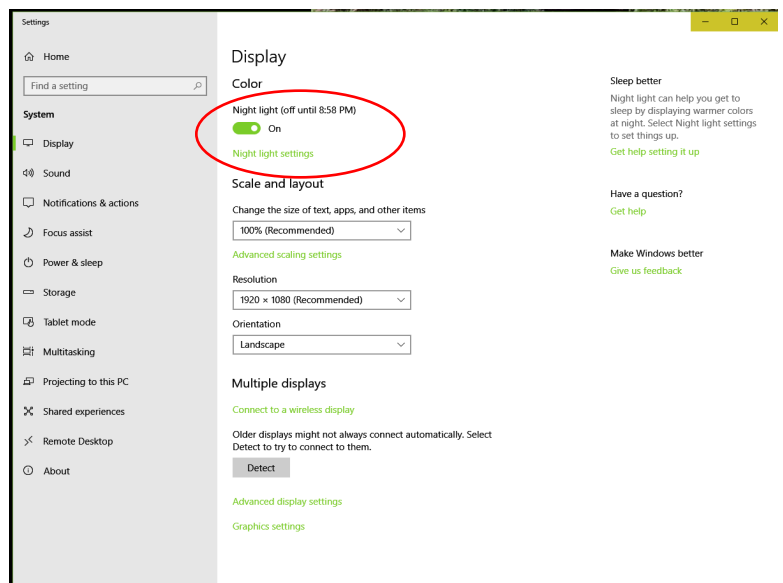 Settings
Home
Find a setting
System
Display
Sound
Notifications & actions
Focus assist
Power & sleep
Storage
Tablet mode
Multitasking
Projecting to this PC
Shared experiences
Remote Desktop
About
Display
Color
Night light (off until 8:58 PM)
On
Night light settings
Scale and layout
Change the size of text, apps, and other items
100% (Recommended)
Advanced scaling settings
Resolution
1920 × 1080 (Recommended)
Orientation
Landscape
Multiple displays
Connect to a wireless display
Older displays might not always connect automatically. Select
Detect to try to connect to them.
Detect
Advanced display settings
Graphics settings
Sleep better
Night light can help you get to
sleep by displaying warmer colors
at night. Select Night light settings
to set things up.
Get help setting it up
Have a question?
Get help
Make Windows better
Give us feedback